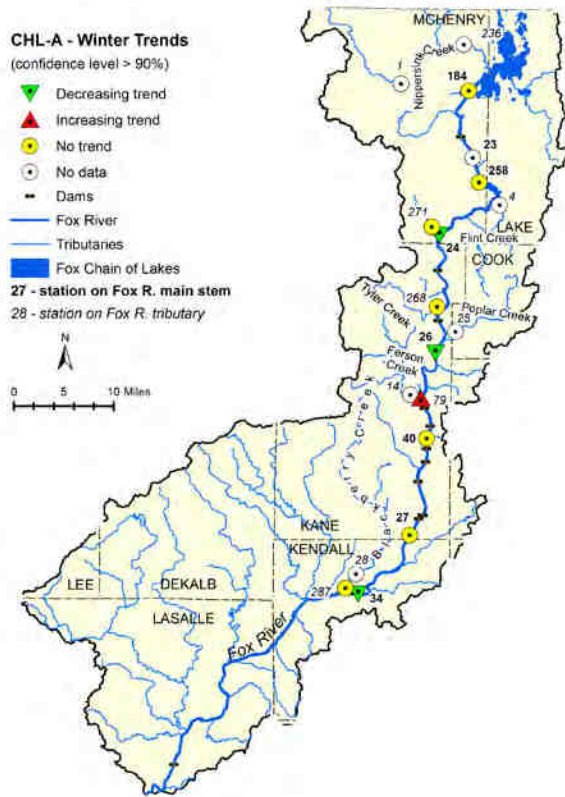 CHL-A - Winter Trends
(confidence level > 90%)
Decreasing trend
Increasing trend
No trend
No data
Dams
Fox River
Tributaries
Fox Chain of Lakes
27 - station on Fox R. main stem
28 - station on Fox R. tributary
N
0 5 10 Miles
MCHENRY
236
Nippersink Creek
1
184
23
258
4
271
LAKE
Flint Creek
24
COOK
268
Tyler Creek
Poplar Creek
25
26
Ferson
Creek
14
79
Blackberry Creek
40
27
KANE
KENDALL
28
287
34
LEE
DEKALB
LASALLE
Fox River